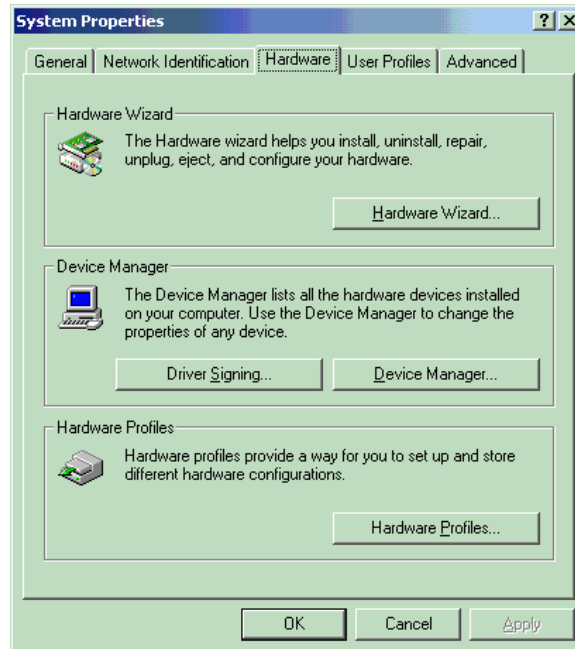 System Properties
General
Network Identification
Hardware
User Profiles
Advanced
Hardware Wizard
The Hardware wizard helps you install, uninstall, repair,
unplug, eject, and configure your hardware.
Hardware Wizard...
Device Manager
The Device Manager lists all the hardware devices installed
on your computer. Use the Device Manager to change the
properties of any device.
Driver Signing...
Device Manager...
Hardware Profiles
Hardware profiles provide a way for you to set up and store
different hardware configurations.
Hardware Profiles...
OK
Cancel
Apply